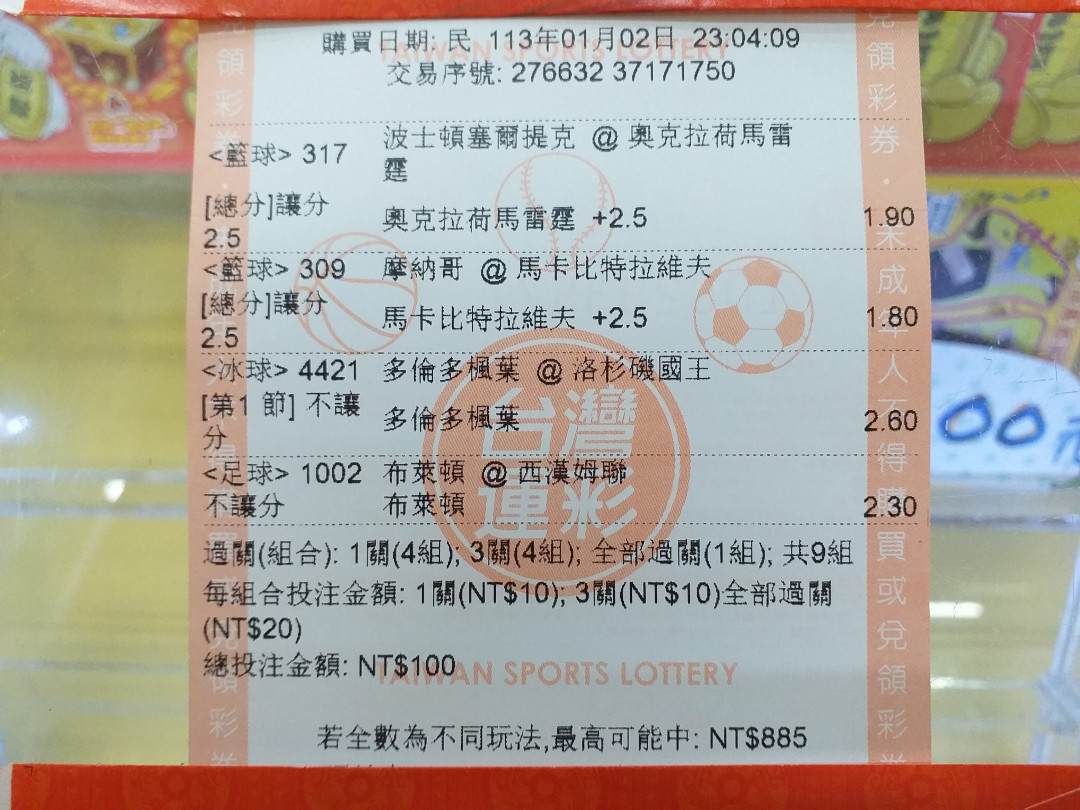 購買日期: 民 113年01月02日 23:04:09
TAIWAN SPORTS LOTTERY
交易序號: 276632 37171750
<籃球> 317 波士頓塞爾提克 @ 奧克拉荷馬雷
霆
[總分]讓分
2.5 奧克拉荷馬雷霆 +2.5 1.90
<籃球> 309 摩納哥 @ 馬卡比特拉維夫
[總分]讓分
2.5 馬卡比特拉維夫 +2.5 1.80
<冰球> 4421 多倫多楓葉 @ 洛杉磯國王
[第1 節] 不讓
分 多倫多楓葉 2.60
<足球> 1002 布萊頓 @ 西漢姆聯
不讓分 布萊頓 2.30
台灣
運彩
過關(組合): 1關(4組); 3關(4組); 全部過關(1組); 共9組
每組合投注金額: 1關(NT$10); 3關(NT$10)全部過關
(NT$20)
總投注金額: NT$100
TAIWAN SPORTS LOTTERY
若全數為不同玩法,最高可能中: NT$885
兌領彩券．未成年人不得購買或兌領彩券
00元